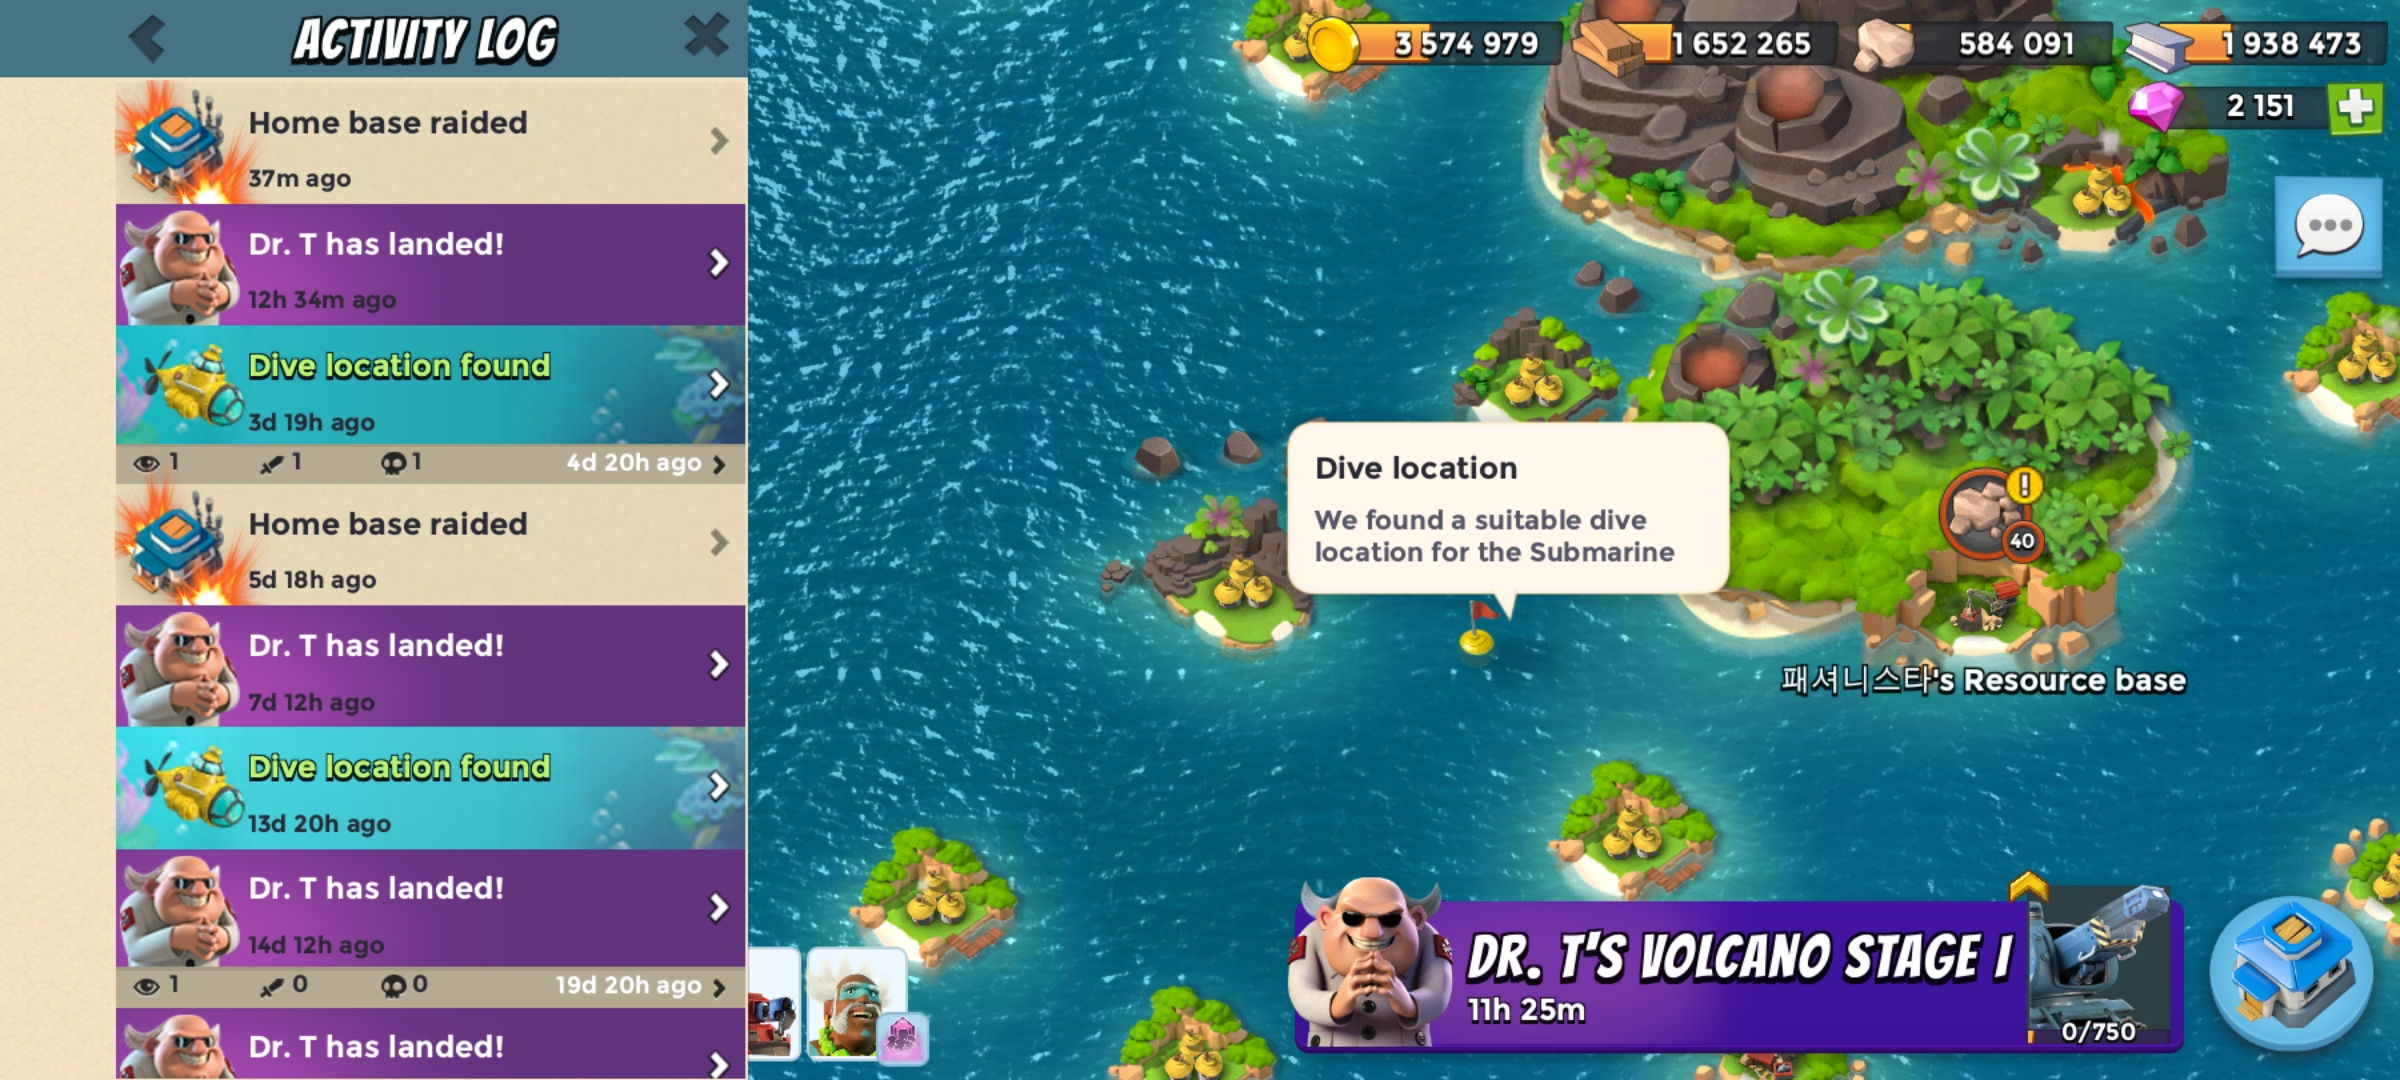 ACTIVITY LOG
Home base raided
37m ago
Dr. T has landed!
12h 34m ago
Dive location found
3d 19h ago
1 1 1 4d 20h ago
Home base raided
5d 18h ago
Dr. T has landed!
7d 12h ago
Dive location found
13d 20h ago
Dr. T has landed!
14d 12h ago
1 0 0 19d 20h ago
Dr. T has landed!
3 574 979
1 652 265
584 091
1 938 473
2 151
Dive location
We found a suitable dive
location for the Submarine
!
40
패셔니스타's Resource base
DR. T'S VOLCANO STAGE I
11h 25m
0/750